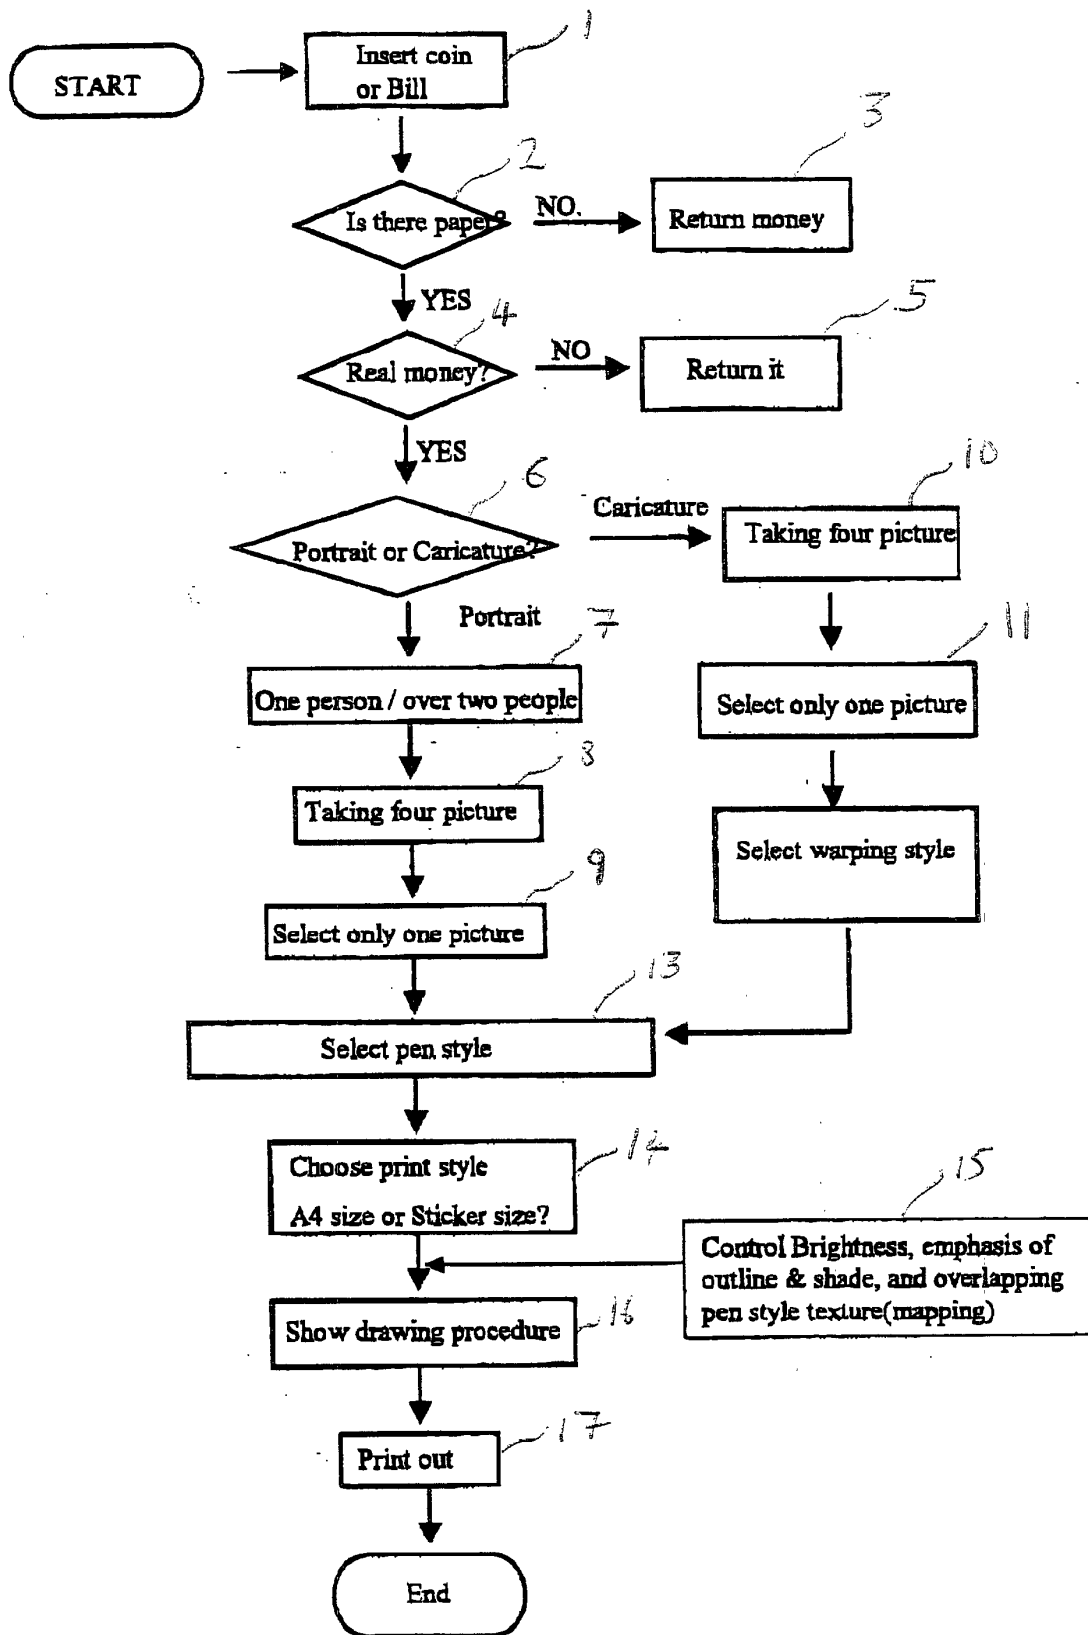 1
START
Insert coin
or Bill
2
3
Is there paper?
NO.
Return money
YES
4
5
Real money?
NO
Return it
YES
6
10
Portrait or Caricature?
Caricature
Taking four picture
Portrait
7
11
One person / over two people
Select only one picture
8
Taking four picture
Select warping style
9
Select only one picture
13
Select pen style
14
Choose print style
A4 size or Sticker size?
15
Control Brightness, emphasis of
outline & shade, and overlapping
pen style texture(mapping)
16
Show drawing procedure
17
Print out
End